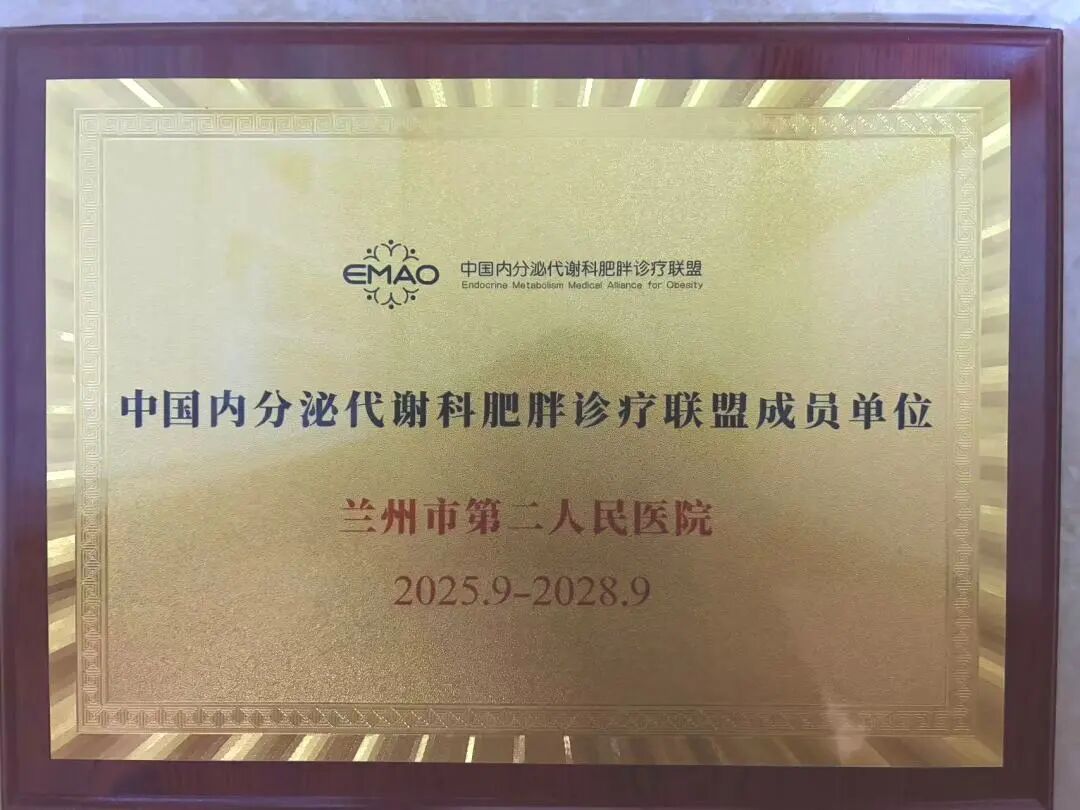 EMAO 中国内分泌代谢科肥胖诊疗联盟
Endocrine Metabolism Medical Alliance for Obesity
中国内分泌代谢科肥胖诊疗联盟成员单位
兰州市第二人民医院
2025.9-2028.9